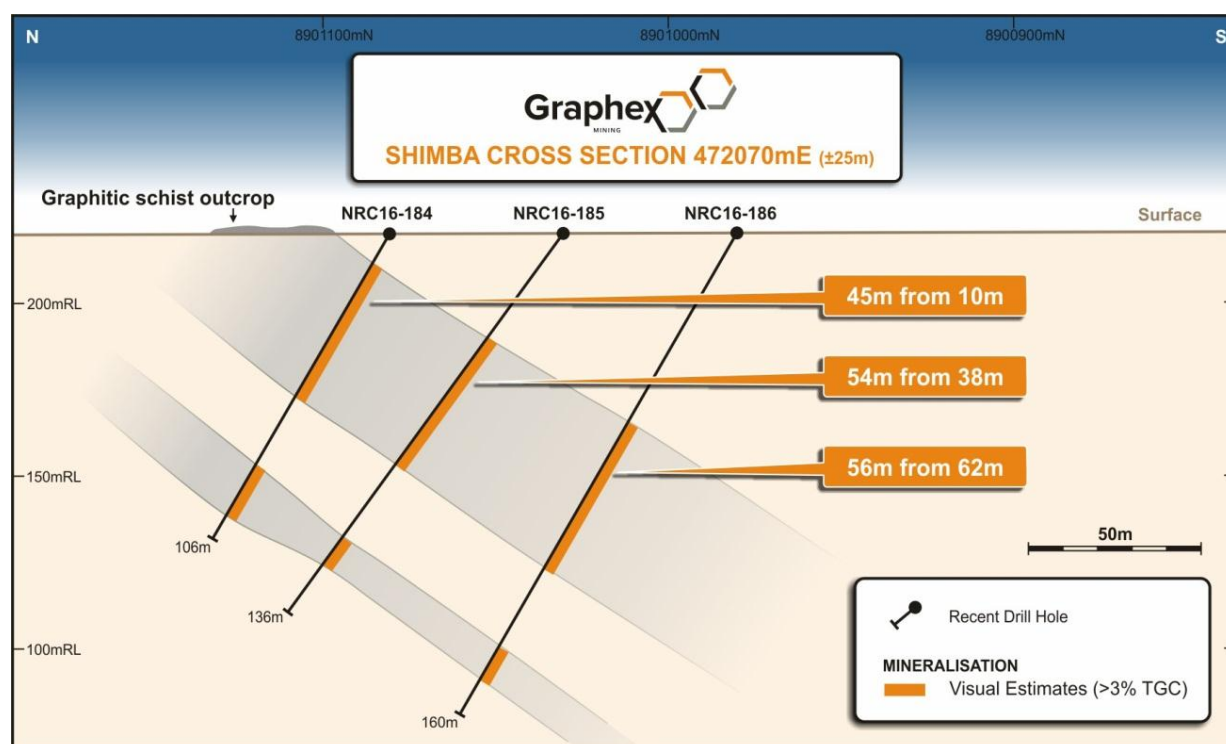 N
8901100mN
8901000mN
8900900mN
S
Graphex
MINING
SHIMBA CROSS SECTION 472070mE (±25m)
Graphitic schist outcrop
NRC16-184
NRC16-185
NRC16-186
Surface
200mRL
45m from 10m
54m from 38m
150mRL
56m from 62m
106m
50m
136m
Recent Drill Hole
100mRL
MINERALISATION
Visual Estimates (>3% TGC)
160m